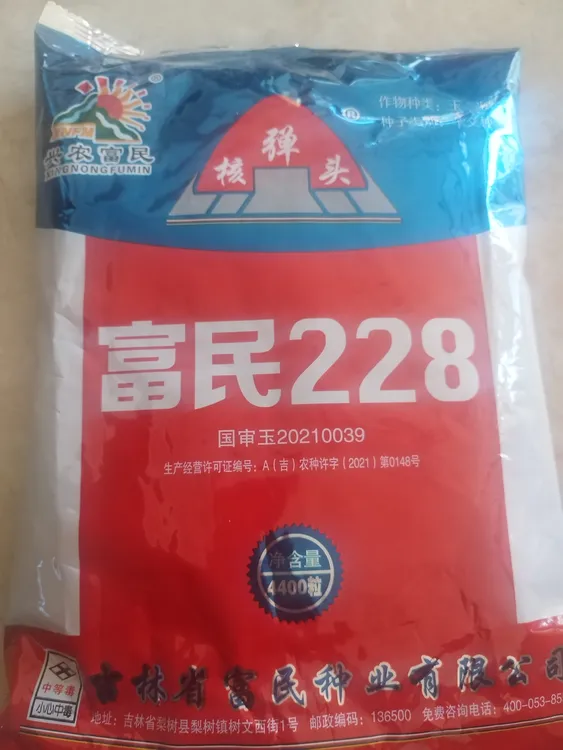 兴农富民
XINGNONGFUMIN
核弹头
作物种类：玉
种子类
富民228
国审玉20210039
生产经营许可证编号：A（吉）农种许字（2021）第0148号
净含量
4400粒
中等毒
小心中毒
吉林省富民种业有限公司
地址：吉林省梨树县梨树镇树文西街1号 邮政编码：136500 免费咨询电话：400-053-85